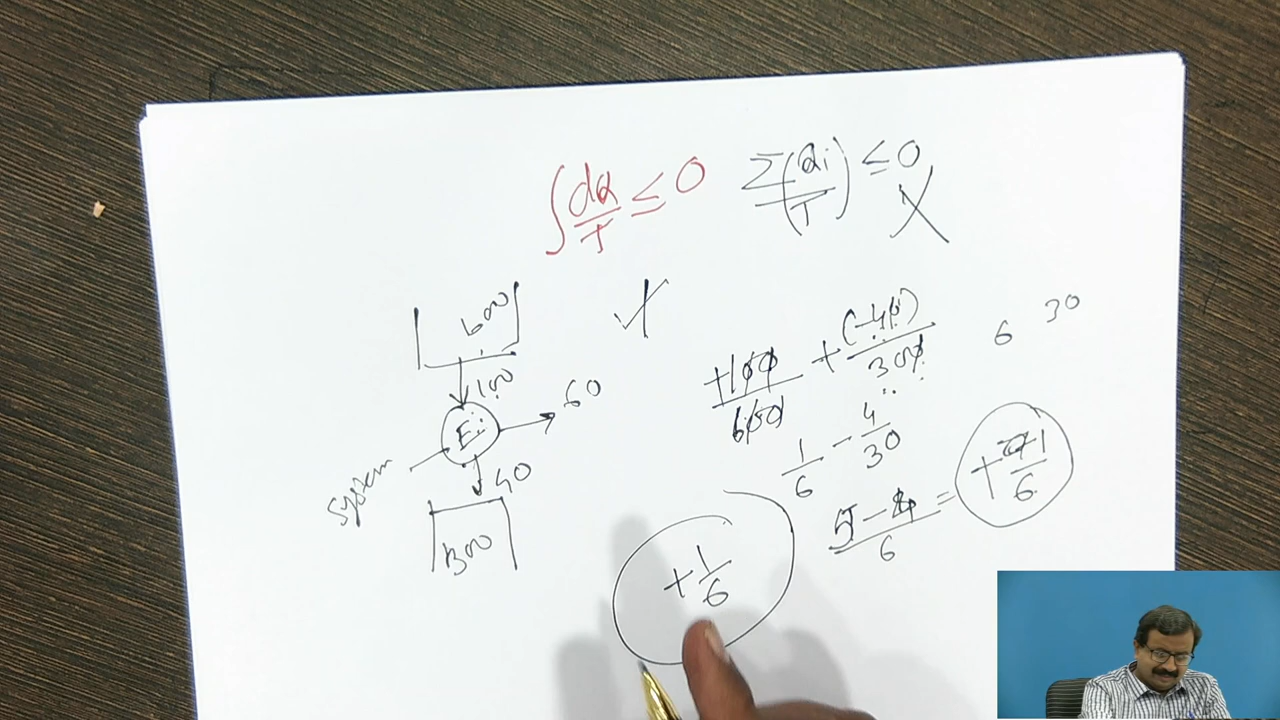 ∫ dQ/T ≤ 0
Σ(Qi/T) ≤ 0
X
600
100
E
60
System
40
300
+100/600 + (-40)/300
6 30
1/6 - 4/30
5-4/6 = + 1/6
+ 1/6